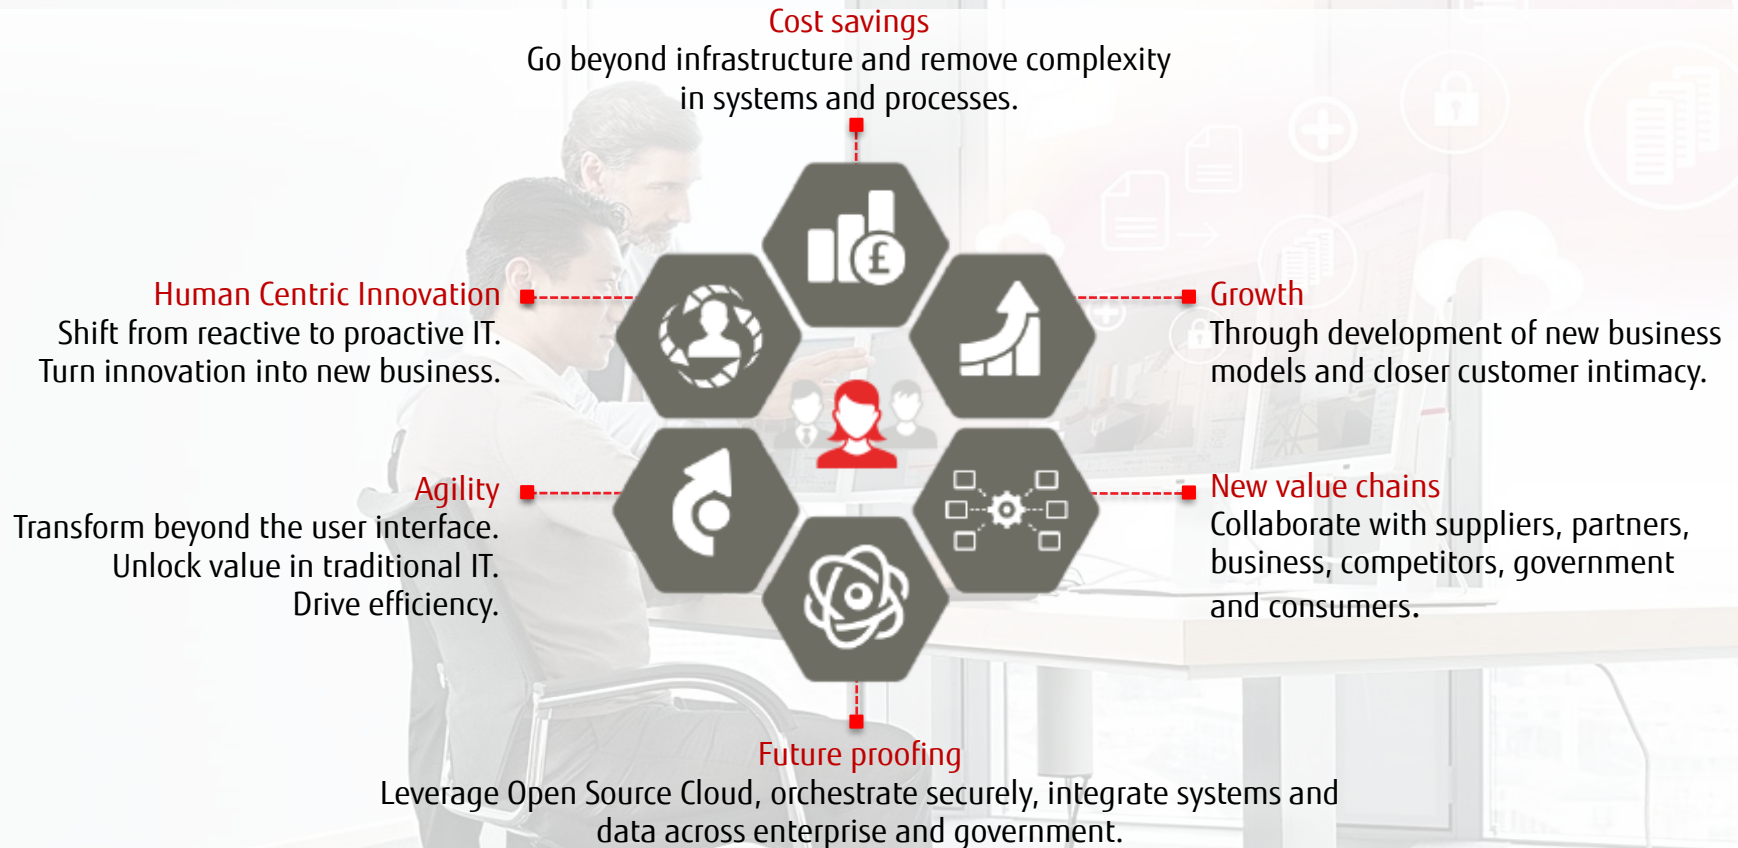 Cost savings
Go beyond infrastructure and remove complexity
in systems and processes.
Human Centric Innovation
Shift from reactive to proactive IT.
Turn innovation into new business.
Growth
Through development of new business
models and closer customer intimacy.
Agility
Transform beyond the user interface.
Unlock value in traditional IT.
Drive efficiency.
New value chains
Collaborate with suppliers, partners,
business, competitors, government
and consumers.
£
Future proofing
Leverage Open Source Cloud, orchestrate securely, integrate systems and
data across enterprise and government.